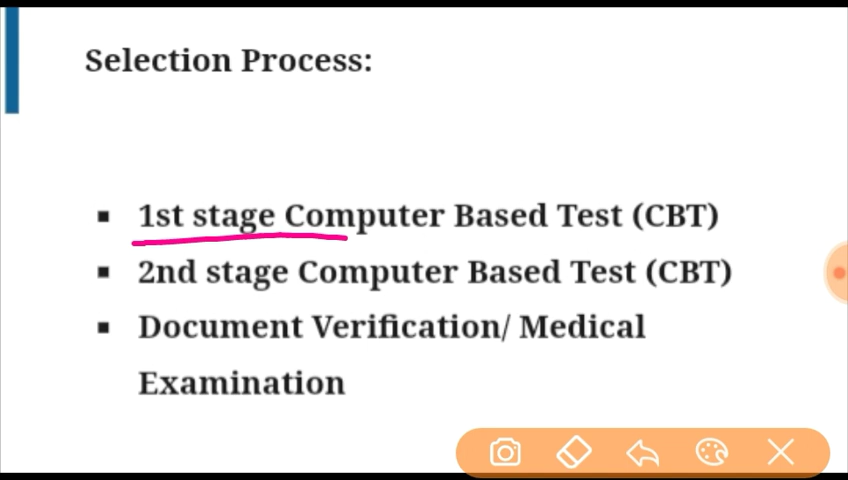 Selection Process:
1st stage Computer Based Test (CBT)
2nd stage Computer Based Test (CBT)
Document Verification/ Medical
Examination